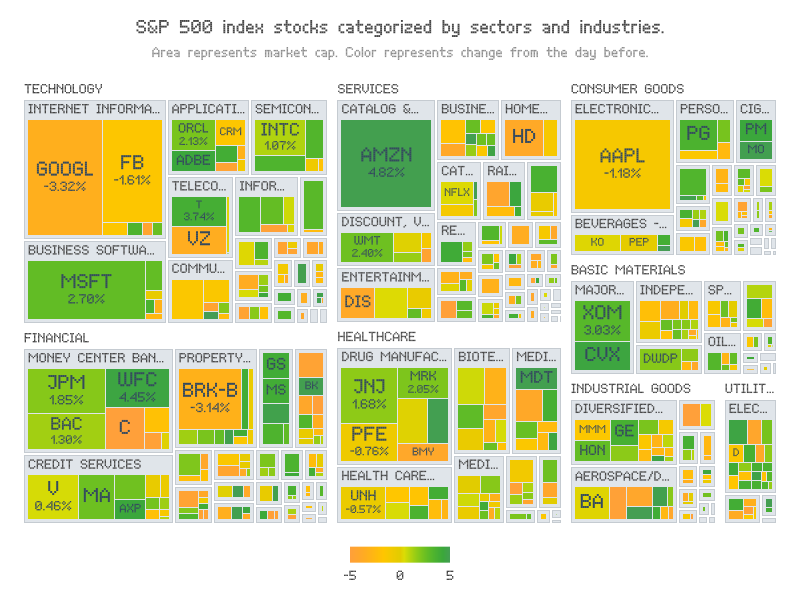 S&P 500 index stocks categorized by sectors and industries.
Area represents market cap. Color represents change from the day before.
TECHNOLOGY
INTERNET INFORMA...
GOOGL
-3.32%
FB
-1.61%
APPLICATI...
ORCL
2.13%
CRM
ADBE
SEMICON...
INTC
1.07%
TELECO...
T
3.74%
VZ
INFOR...
BUSINESS SOFTWA...
MSFT
2.70%
COMMU...
SERVICES
CATALOG &...
AMZN
4.82%
BUSINE...
HOME...
HD
CAT...
NFLX
RAI...
DISCOUNT, V...
WMT
2.40%
RE...
ENTERTAINM...
DIS
CONSUMER GOODS
ELECTRONIC...
AAPL
-1.18%
PERSO...
PG
CIG...
PM
MO
BEVERAGES -...
KO
PEP
BASIC MATERIALS
MAJOR...
XOM
3.03%
CVX
INDEPE...
DWDP
SP...
OIL...
FINANCIAL
MONEY CENTER BAN...
JPM
1.85%
WFC
4.45%
BAC
1.30%
C
PROPERTY...
BRK-B
-3.14%
GS
MS
BK
CREDIT SERVICES
V
0.46%
MA
AXP
HEALTHCARE
DRUG MANUFAC...
JNJ
1.68%
MRK
2.05%
PFE
-0.76%
BMY
BIOTE...
MEDI...
MDT
HEALTH CARE...
UNH
-0.57%
MEDI...
INDUSTRIAL GOODS
DIVERSIFIED...
MMM
GE
HON
AEROSPACE/D...
BA
UTILIT...
ELEC...
D
-5
0
5